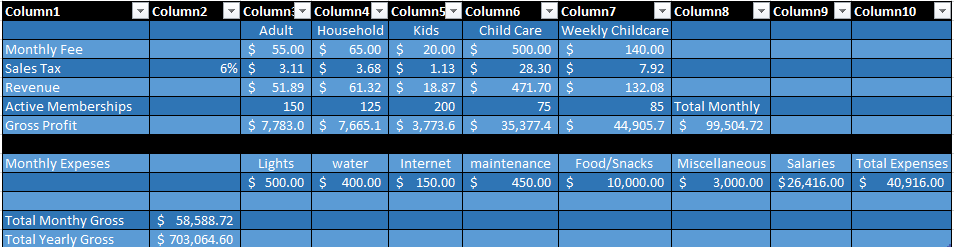 Column1 Column2 Column3 Column4 Column5 Column6 Column7 Column8 Column9 Column10
Adult Household Kids Child Care Weekly Childcare
Monthly Fee $ 55.00 $ 65.00 $ 20.00 $ 500.00 $ 140.00
Sales Tax 6% $ 3.11 $ 3.68 $ 1.13 $ 28.30 $ 7.92
Revenue $ 51.89 $ 61.32 $ 18.87 $ 471.70 $ 132.08
Active Memberships 150 125 200 75 85 Total Monthly
Gross Profit $ 7,783.0 $ 7,665.1 $ 3,773.6 $ 35,377.4 $ 44,905.7 $ 99,504.72
Monthly Expeses Lights water Internet maintenance Food/Snacks Miscellaneous Salaries Total Expenses
$ 500.00 $ 400.00 $ 150.00 $ 450.00 $ 10,000.00 $ 3,000.00 $ 26,416.00 $ 40,916.00
Total Monthy Gross $ 58,588.72
Total Yearly Gross $ 703,064.60